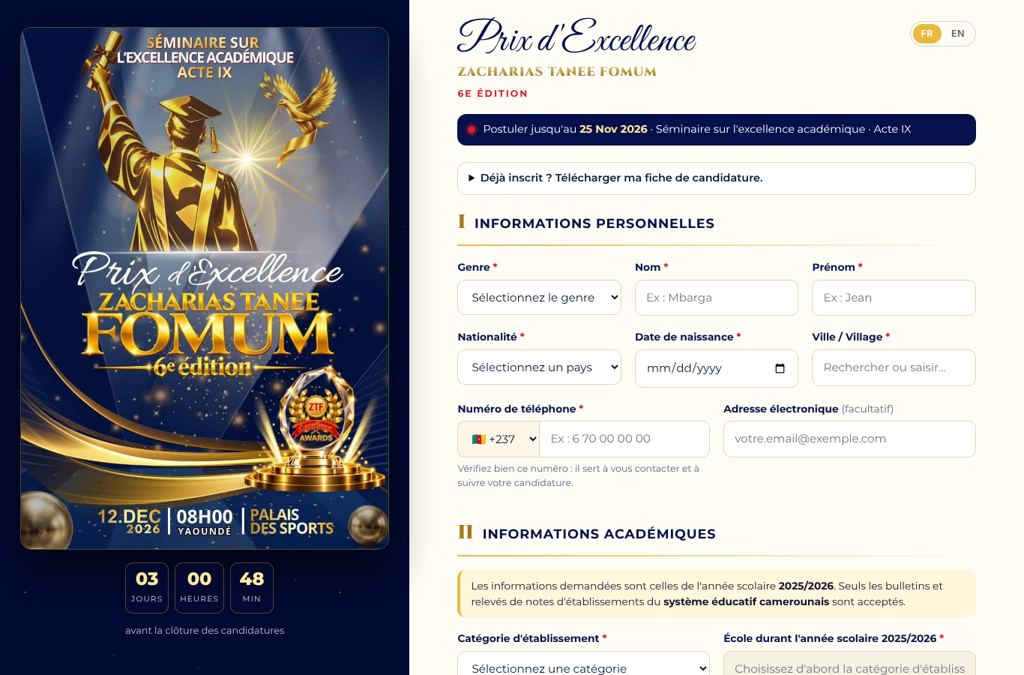 SÉMINAIRE SUR
L'EXCELLENCE ACADÉMIQUE
ACTE IX
Prix d'Excellence
ZACHARIAS TANEE
FOMUM
6e édition
ZTF
Excellence
AWARDS
12.DEC
2026
08H00
YAOUNDÉ
PALAIS
DES SPORTS
03
JOURS
00
HEURES
48
MIN
avant la clôture des candidatures
Prix d'Excellence
FR EN
ZACHARIAS TANEE FOMUM
6E ÉDITION
Postuler jusqu'au 25 Nov 2026 · Séminaire sur l'excellence académique · Acte IX
Déjà inscrit ? Télécharger ma fiche de candidature.
I INFORMATIONS PERSONNELLES
Genre * Nom * Prénom *
Sélectionnez le genre Ex : Mbarga Ex : Jean
Nationalité * Date de naissance * Ville / Village *
Sélectionnez un pays mm/dd/yyyy Rechercher ou saisir...
Numéro de téléphone * Adresse électronique (facultatif)
+237 Ex : 6 70 00 00 00 votre.email@exemple.com
Vérifiez bien ce numéro : il sert à vous contacter et à
suivre votre candidature.
II INFORMATIONS ACADÉMIQUES
Les informations demandées sont celles de l'année scolaire 2025/2026. Seuls les bulletins et
relevés de notes d'établissements du système éducatif camerounais sont acceptés.
Catégorie d'établissement * École durant l'année scolaire 2025/2026 *
Sélectionnez une catégorie Choisissez d'abord la catégorie d'établiss